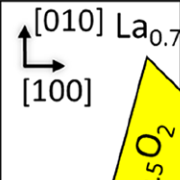 [010] La₀.₇
[100]
.₅O₂